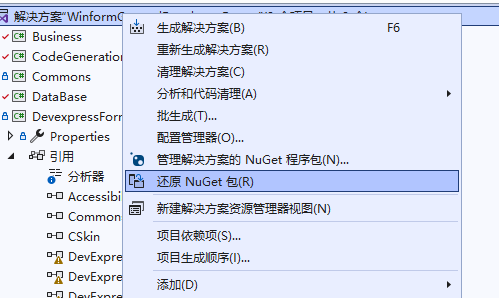 解决方案"WinformC
Business
CodeGeneration
Commons
DataBase
DevexpressForm
Properties
引用
分析器
Accessibi
Common
CSkin
DevExpre
DevExpre
DevExpre
生成解决方案(B) F6
重新生成解决方案(R)
清理解决方案(C)
分析和代码清理(A)
批生成(T)...
配置管理器(O)...
管理解决方案的 NuGet 程序包(N)...
还原 NuGet 包(R)
新建解决方案资源管理器视图(N)
项目依赖项(S)...
项目生成顺序(I)...
添加(D)